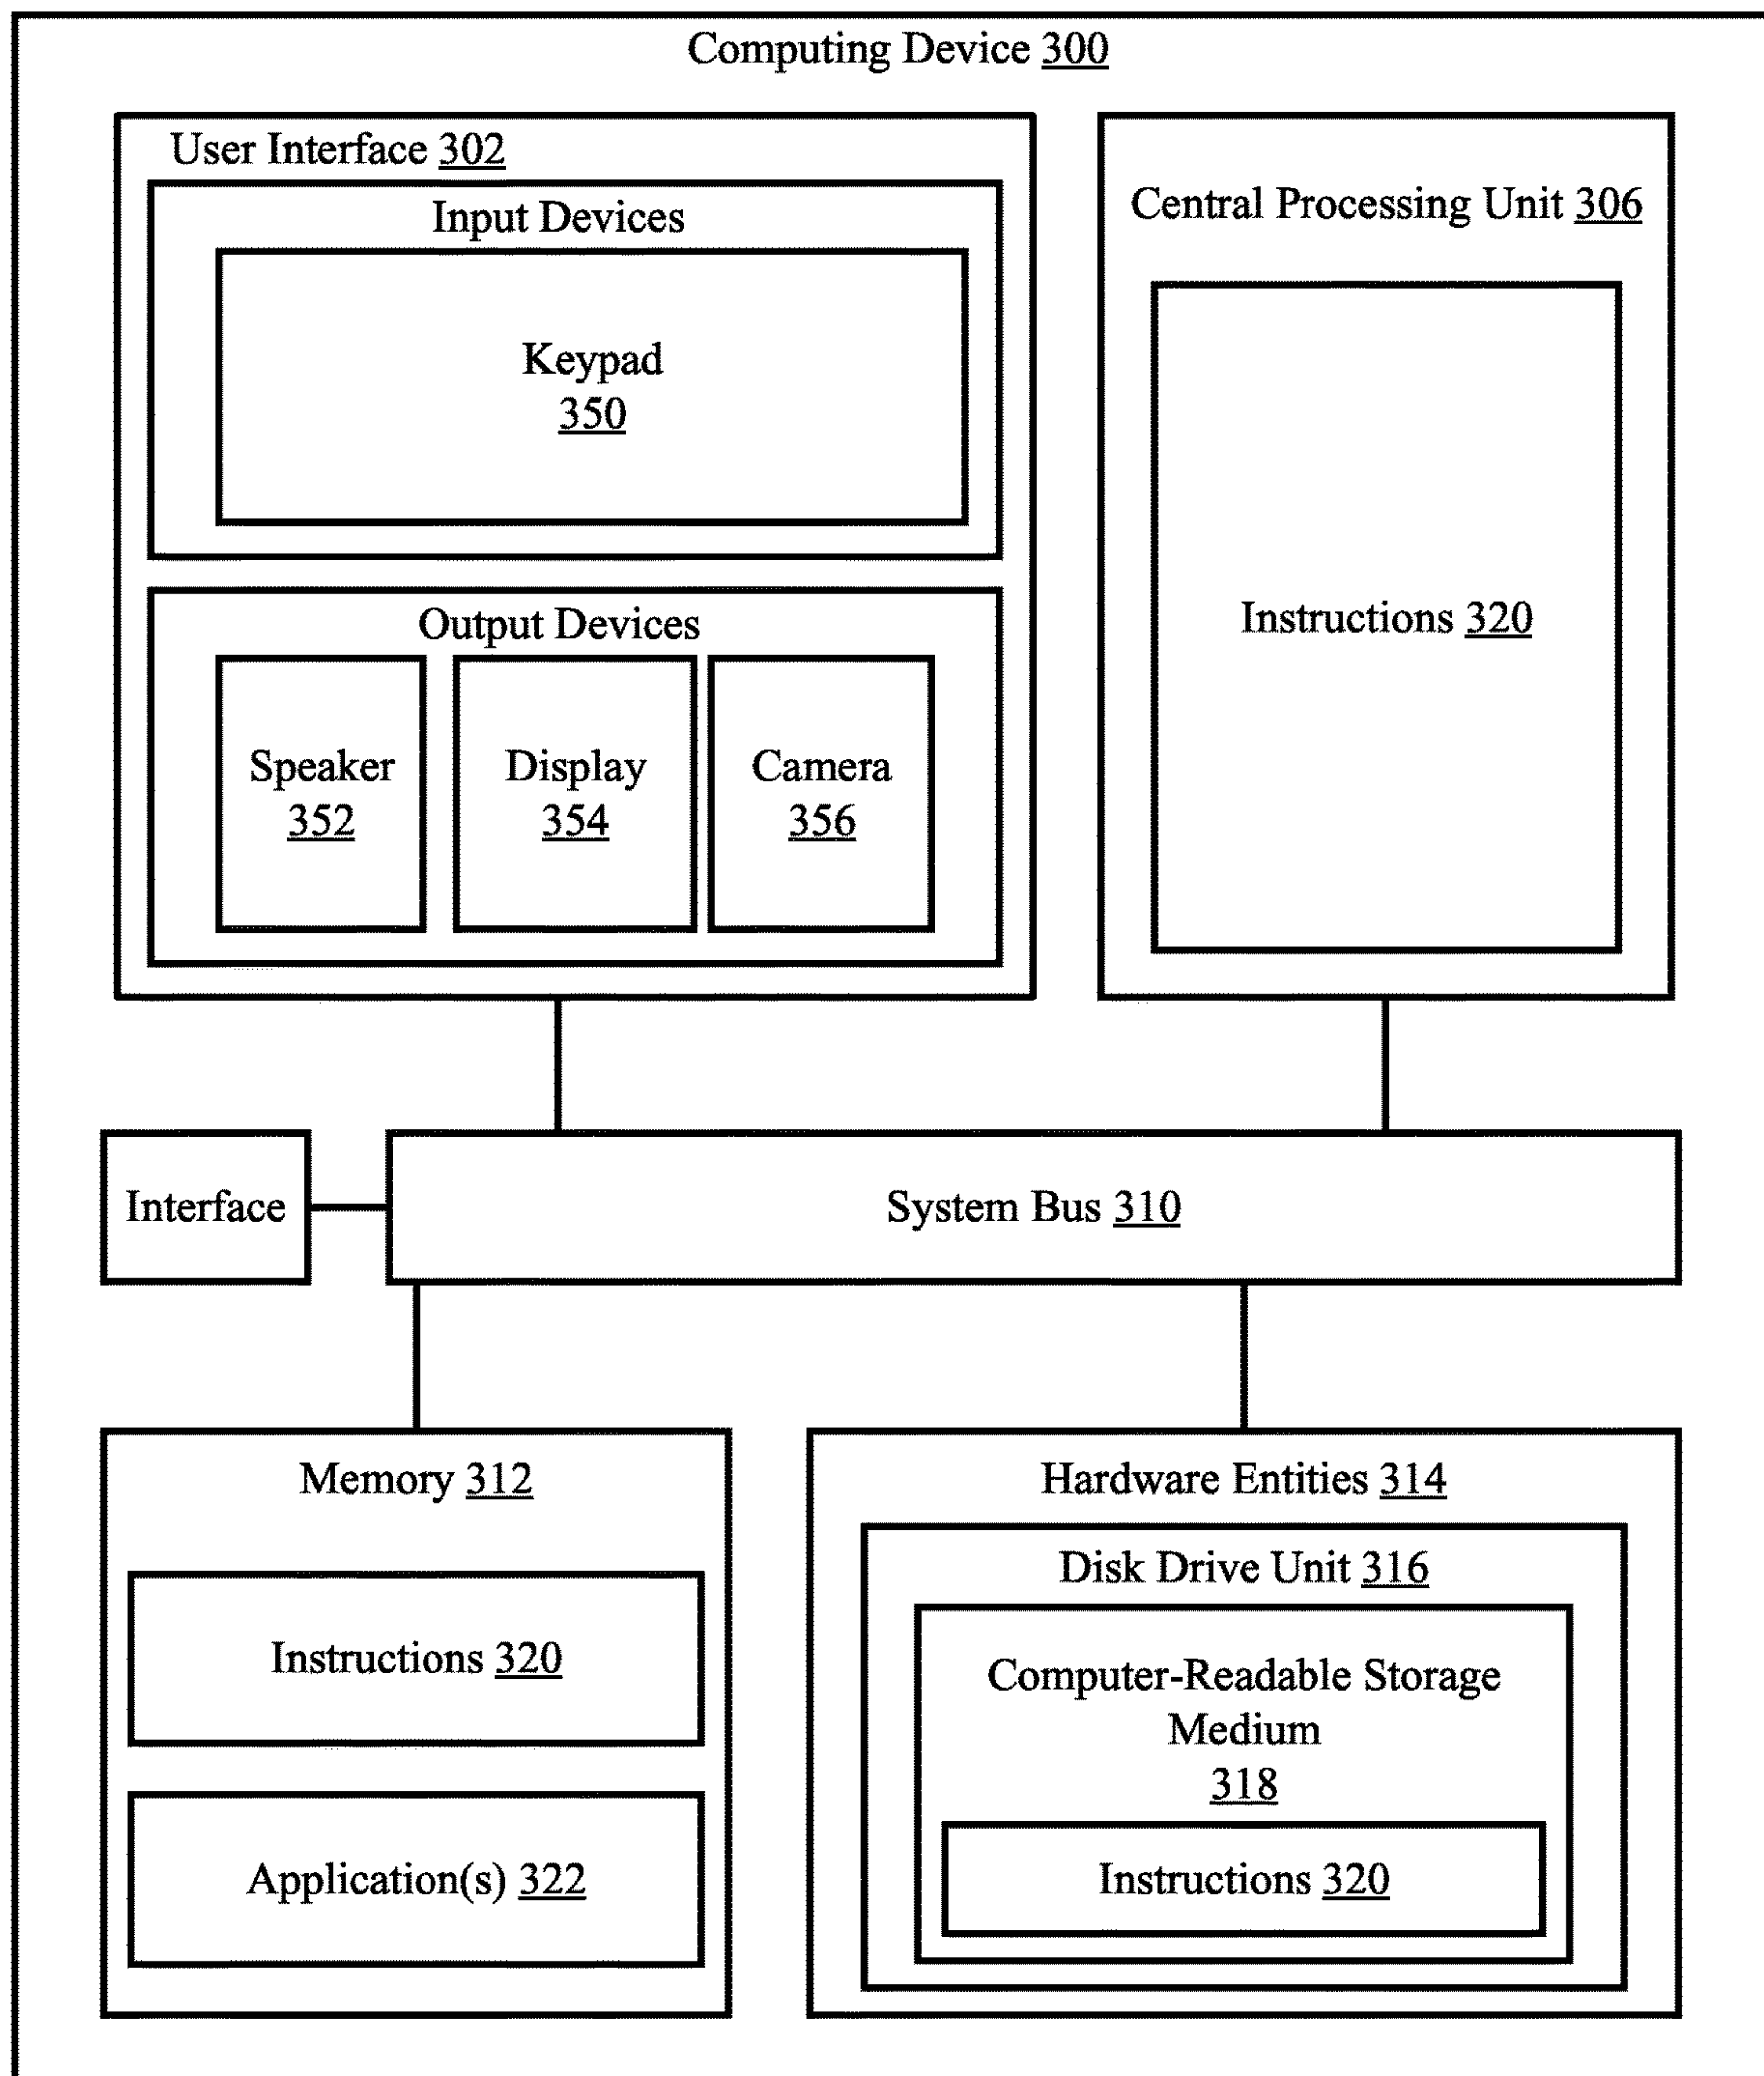 Computing Device 300
User Interface 302
Input Devices
Keypad
350
Output Devices
Speaker
352
Display
354
Camera
356
Central Processing Unit 306
Instructions 320
Interface
System Bus 310
Memory 312
Instructions 320
Application(s) 322
Hardware Entities 314
Disk Drive Unit 316
Computer-Readable Storage
Medium
318
Instructions 320